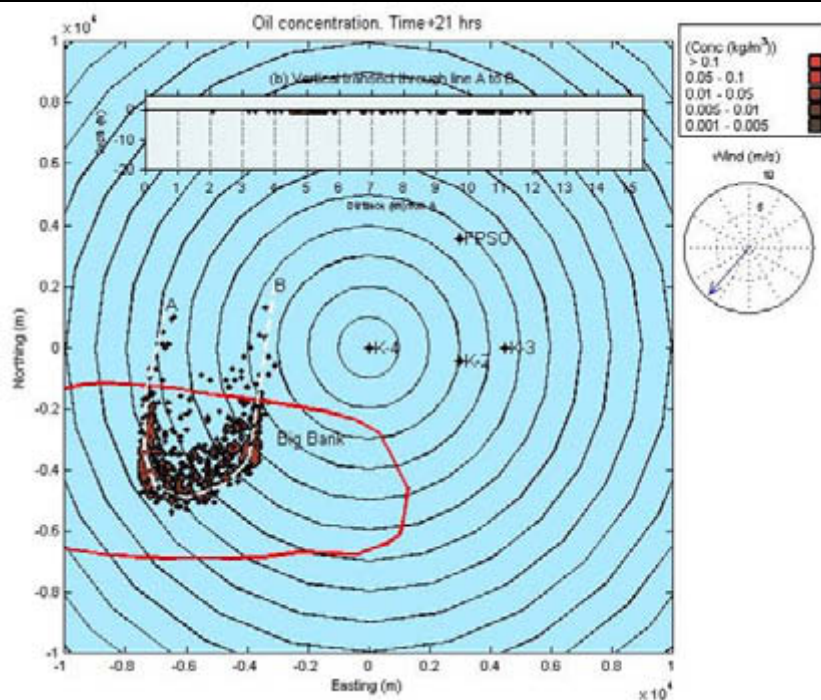 Oil concentration. Time+21 hrs
× 10⁴
(Conc (kg/m³))
> 0.1
0.05 - 0.1
0.01 - 0.05
0.005 - 0.01
0.001 - 0.005
Wind (m/s)
10
5
(b) Vertical transect through line A to B
0
-10
-20
0 1 2 3 4 5 6 7 8 9 10 11 12 13 14 15
1
0.8
0.6
0.4
0.2
0
-0.2
-0.4
-0.6
-0.8
-1
Northing (m)
FPSO
B
A
K-4
K-3
K-2
Big Bank
-1 -0.8 -0.6 -0.4 -0.2 0 0.2 0.4 0.6 0.8 1
Easting (m)
× 10⁴